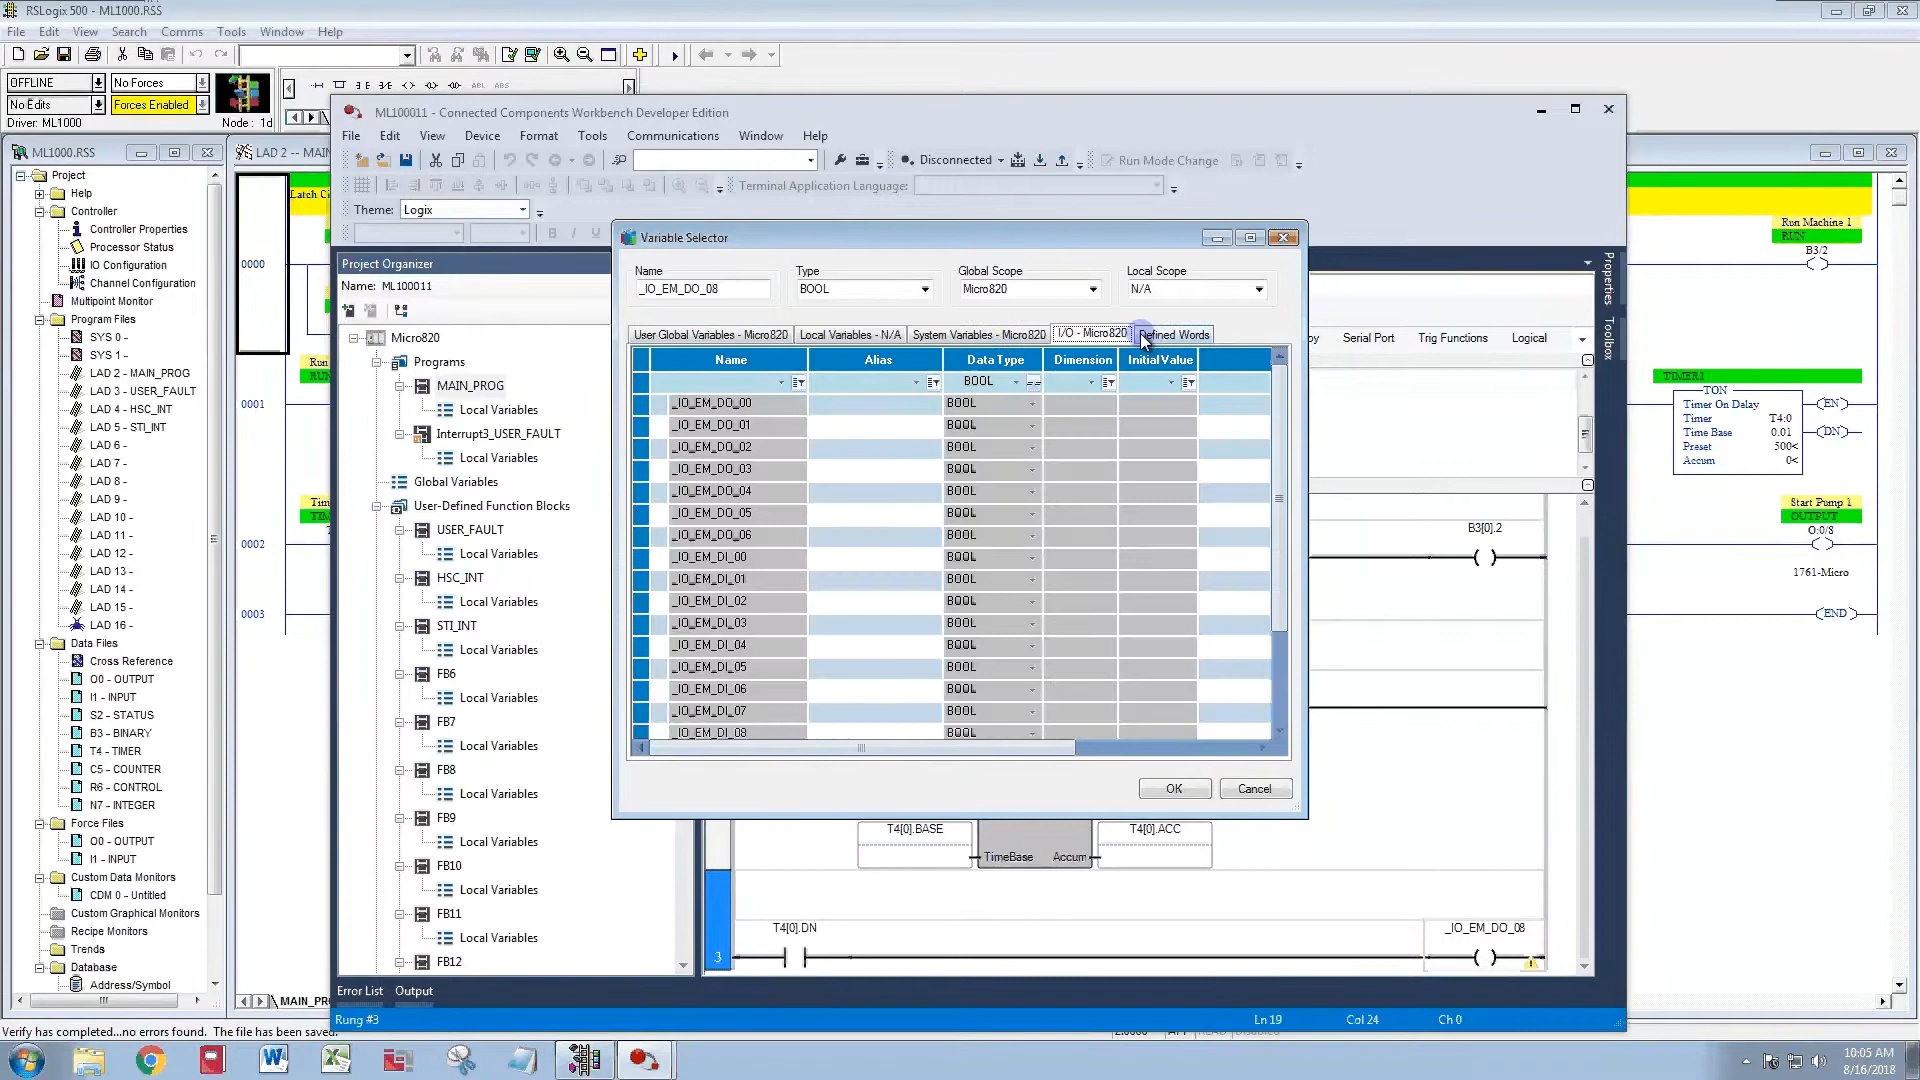 RSLogix 500 - ML1000.RSS
File Edit View Search Comms Tools Window Help
OFFLINE No Forces
No Edits Forces Enabled
Driver: ML1000 Node: 1d
ML1000.RSS
Project
Help
Controller
Controller Properties
Processor Status
IO Configuration
Channel Configuration
Multipoint Monitor
Program Files
SYS 0 -
SYS 1 -
LAD 2 - MAIN_PROG
LAD 3 - USER_FAULT
LAD 4 - HSC_INT
LAD 5 - STI_INT
LAD 6 -
LAD 7 -
LAD 8 -
LAD 9 -
LAD 10 -
LAD 11 -
LAD 12 -
LAD 13 -
LAD 14 -
LAD 15 -
LAD 16 -
Data Files
Cross Reference
O0 - OUTPUT
I1 - INPUT
S2 - STATUS
B3 - BINARY
T4 - TIMER
C5 - COUNTER
R6 - CONTROL
N7 - INTEGER
Force Files
O0 - OUTPUT
I1 - INPUT
Custom Data Monitors
CDM 0 - Untitled
Custom Graphical Monitors
Recipe Monitors
Trends
Database
Address/Symbol
LAD 2 -- MAIN
Latch Ci
0000
Run
RUN
0001
Tim
TIM
0002
0003
MAIN_PRO
ML100011 - Connected Components Workbench Developer Edition
File Edit View Device Format Tools Communications Window Help
Disconnected Run Mode Change
Terminal Application Language:
Theme: Logix
Project Organizer
Name: ML100011
Micro820
Programs
MAIN_PROG
Local Variables
Interrupt3_USER_FAULT
Local Variables
Global Variables
User-Defined Function Blocks
USER_FAULT
Local Variables
HSC_INT
Local Variables
STI_INT
Local Variables
FB6
Local Variables
FB7
Local Variables
FB8
Local Variables
FB9
Local Variables
FB10
Local Variables
FB11
Local Variables
FB12
Error List Output
Rung #3 Ln 19 Col 24 Ch 0
Variable Selector
Name Type Global Scope Local Scope
_IO_EM_DO_08 BOOL Micro820 N/A
User Global Variables - Micro820 Local Variables - N/A System Variables - Micro820 I/O - Micro820 Defined Words
Name Alias Data Type Dimension Initial Value
BOOL
_IO_EM_DO_00 BOOL
_IO_EM_DO_01 BOOL
_IO_EM_DO_02 BOOL
_IO_EM_DO_03 BOOL
_IO_EM_DO_04 BOOL
_IO_EM_DO_05 BOOL
_IO_EM_DO_06 BOOL
_IO_EM_DI_00 BOOL
_IO_EM_DI_01 BOOL
_IO_EM_DI_02 BOOL
_IO_EM_DI_03 BOOL
_IO_EM_DI_04 BOOL
_IO_EM_DI_05 BOOL
_IO_EM_DI_06 BOOL
_IO_EM_DI_07 BOOL
_IO_EM_DI_08 BOOL
OK Cancel
T4[0].BASE T4[0].ACC
TimeBase Accum
T4[0].DN _IO_EM_DO_08
3
Serial Port Trig Functions Logical
B3[0].2
Properties
Toolbox
Run Machine 1
RUN
B3/2
TIMER1
TON
Timer On Delay EN
Timer T4:0
Time Base 0.01 DN
Preset 500<
Accum 0<
Start Pump 1
OUTPUT
O:0/8
1761-Micro
END
Verify has completed...no errors found. The file has been saved.
10:05 AM
8/16/2018